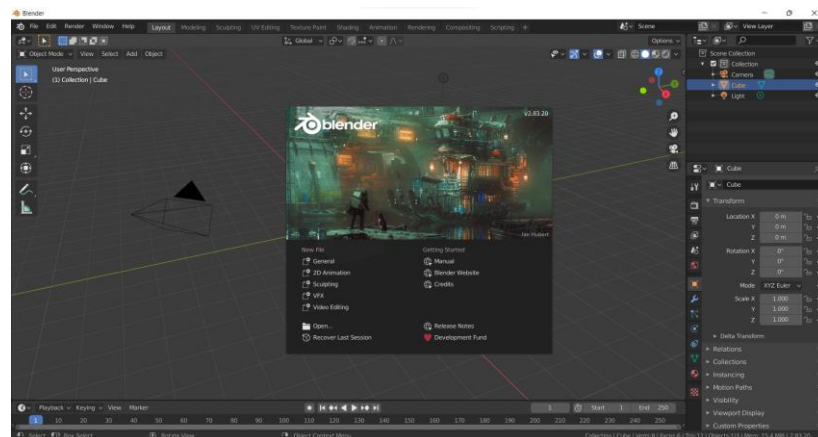 Blender
File Edit Render Window Help Layout Modeling Sculpting UV Editing Texture Paint Shading Animation Rendering Compositing Scripting + Scene View Layer
Global Options
Object Mode View Select Add Object
User Perspective
(1) Collection | Cube
Scene Collection
Collection
Camera
Cube
Light
blender
v2.83.20
Ian Hubert
New File
General
2D Animation
Sculpting
VFX
Video Editing
Open...
Recover Last Session
Getting Started
Manual
Blender Website
Credits
Release Notes
Development Fund
Cube
Cube
Transform
Location X 0 m
Y 0 m
Z 0 m
Rotation X 0°
Y 0°
Z 0°
Mode XYZ Euler
Scale X 1.000
Y 1.000
Z 1.000
Delta Transform
Relations
Collections
Instancing
Motion Paths
Visibility
Viewport Display
Custom Properties
Playback Keying View Marker 1 Start 1 End 250
1 10 20 30 40 50 60 70 80 90 100 110 120 130 140 150 160 170 180 190 200 210 220 230 240 250
Select Box Select Rotate View Object Context Menu